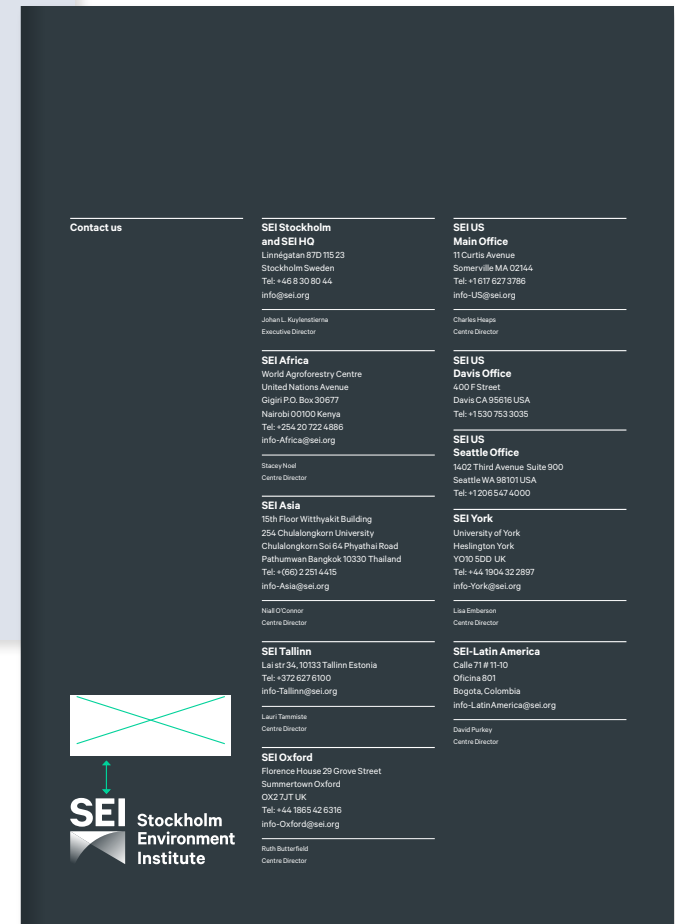 Contact us
SEI Stockholm
and SEI HQ
Linnégatan 87D 115 23
Stockholm Sweden
Tel: +46 8 30 80 44
info@sei.org
Johan L. Kuylenstierna
Executive Director
SEI Africa
World Agroforestry Centre
United Nations Avenue
Gigiri P.O. Box 30677
Nairobi 00100 Kenya
Tel: +254 20 722 4886
info-Africa@sei.org
Stacey Noel
Centre Director
SEI Asia
15th Floor Witthyakit Building
254 Chulalongkorn University
Chulalongkorn Soi 64 Phyathai Road
Pathumwan Bangkok 10330 Thailand
Tel: +(66) 2 251 4415
info-Asia@sei.org
Niall O'Connor
Centre Director
SEI Tallinn
Lai str 34, 10133 Tallinn Estonia
Tel: +372 627 6100
info-Tallinn@sei.org
Lauri Tammiste
Centre Director
SEI Oxford
Florence House 29 Grove Street
Summertown Oxford
OX2 7JT UK
Tel: +44 1865 42 6316
info-Oxford@sei.org
Ruth Butterfield
Centre Director
SEI US
Main Office
11 Curtis Avenue
Somerville MA 02144
Tel: +1 617 627 3786
info-US@sei.org
Charles Heaps
Centre Director
SEI US
Davis Office
400 F Street
Davis CA 95616 USA
Tel: +1 530 753 3035
SEI US
Seattle Office
1402 Third Avenue Suite 900
Seattle WA 98101 USA
Tel: +1 206 547 4000
SEI York
University of York
Heslington York
YO10 5DD UK
Tel: +44 1904 32 2897
info-York@sei.org
Lisa Emberson
Centre Director
SEI-Latin America
Calle 71 # 11-10
Oficina 801
Bogota, Colombia
info-LatinAmerica@sei.org
David Purkey
Centre Director
SEI
Stockholm
Environment
Institute